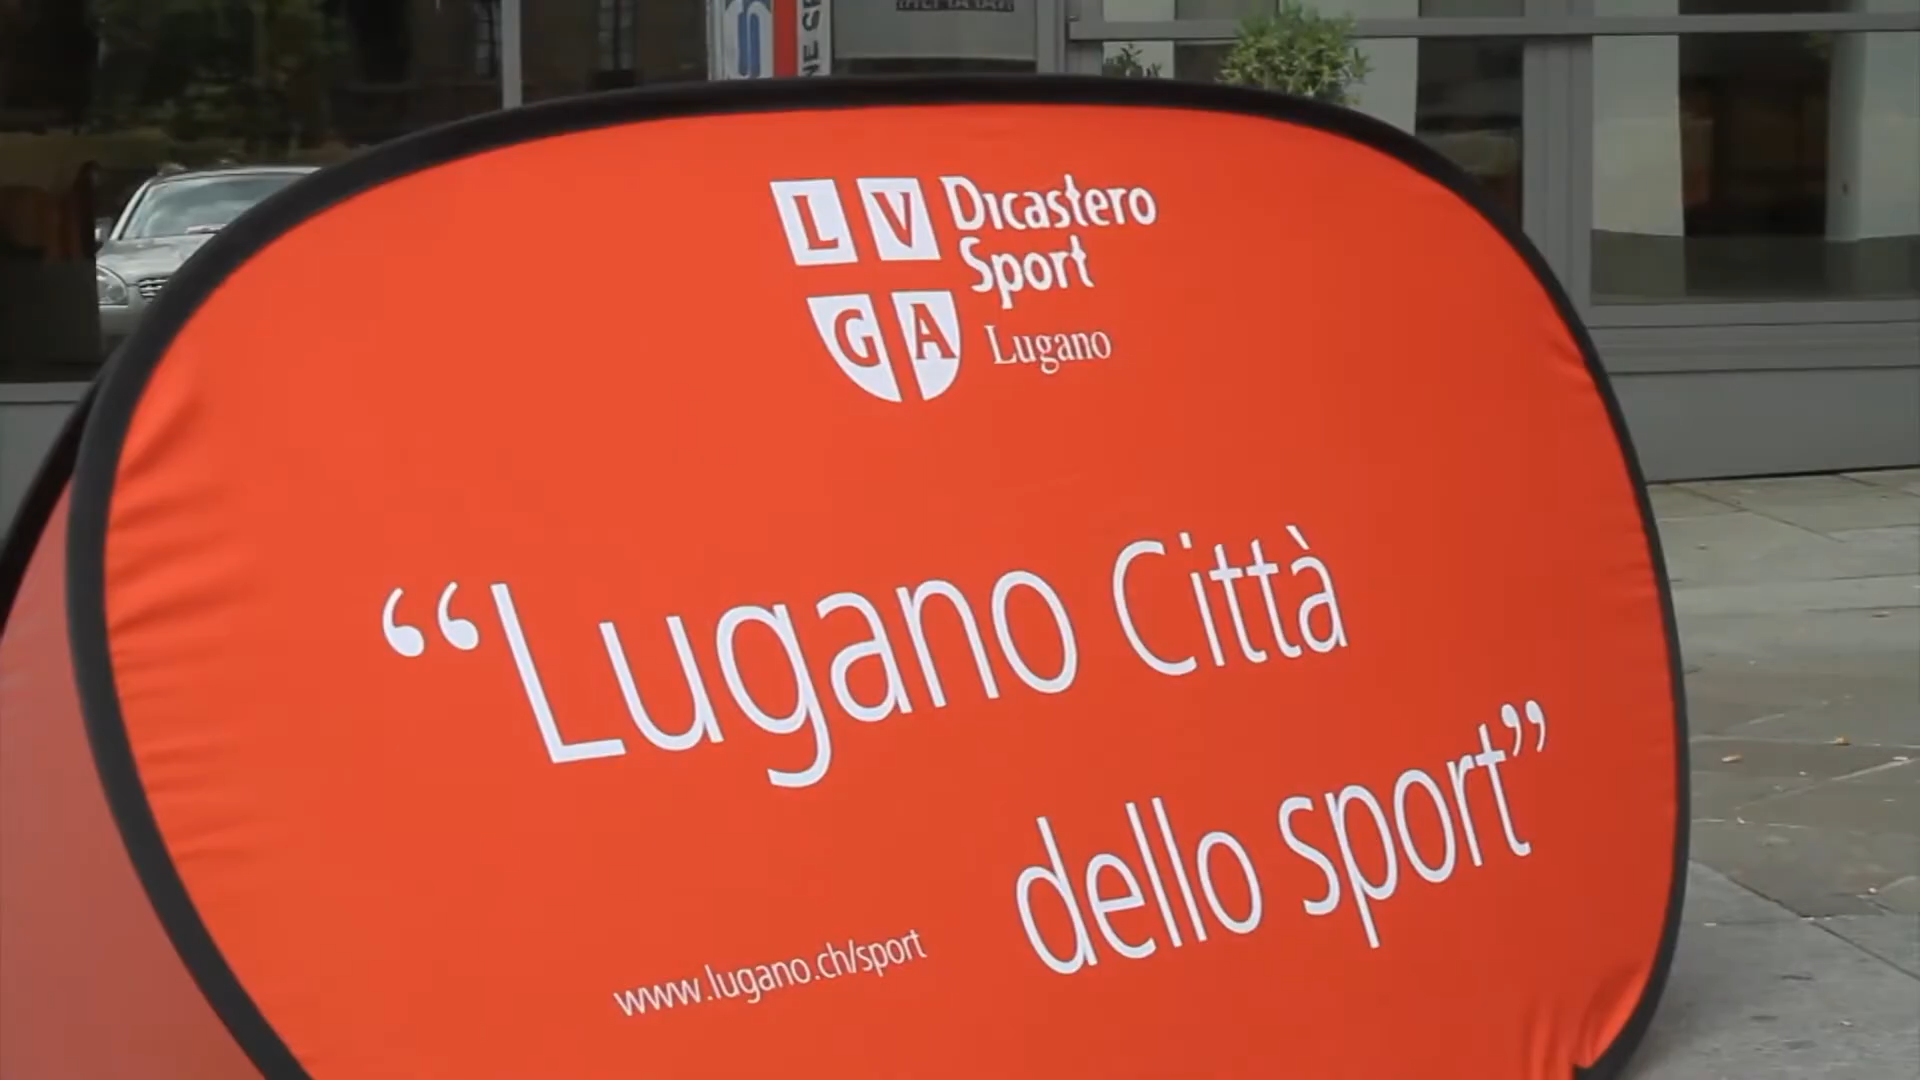 L V
G A
Dicastero
Sport
Lugano
“Lugano Città
dello sport”
www.lugano.ch/sport